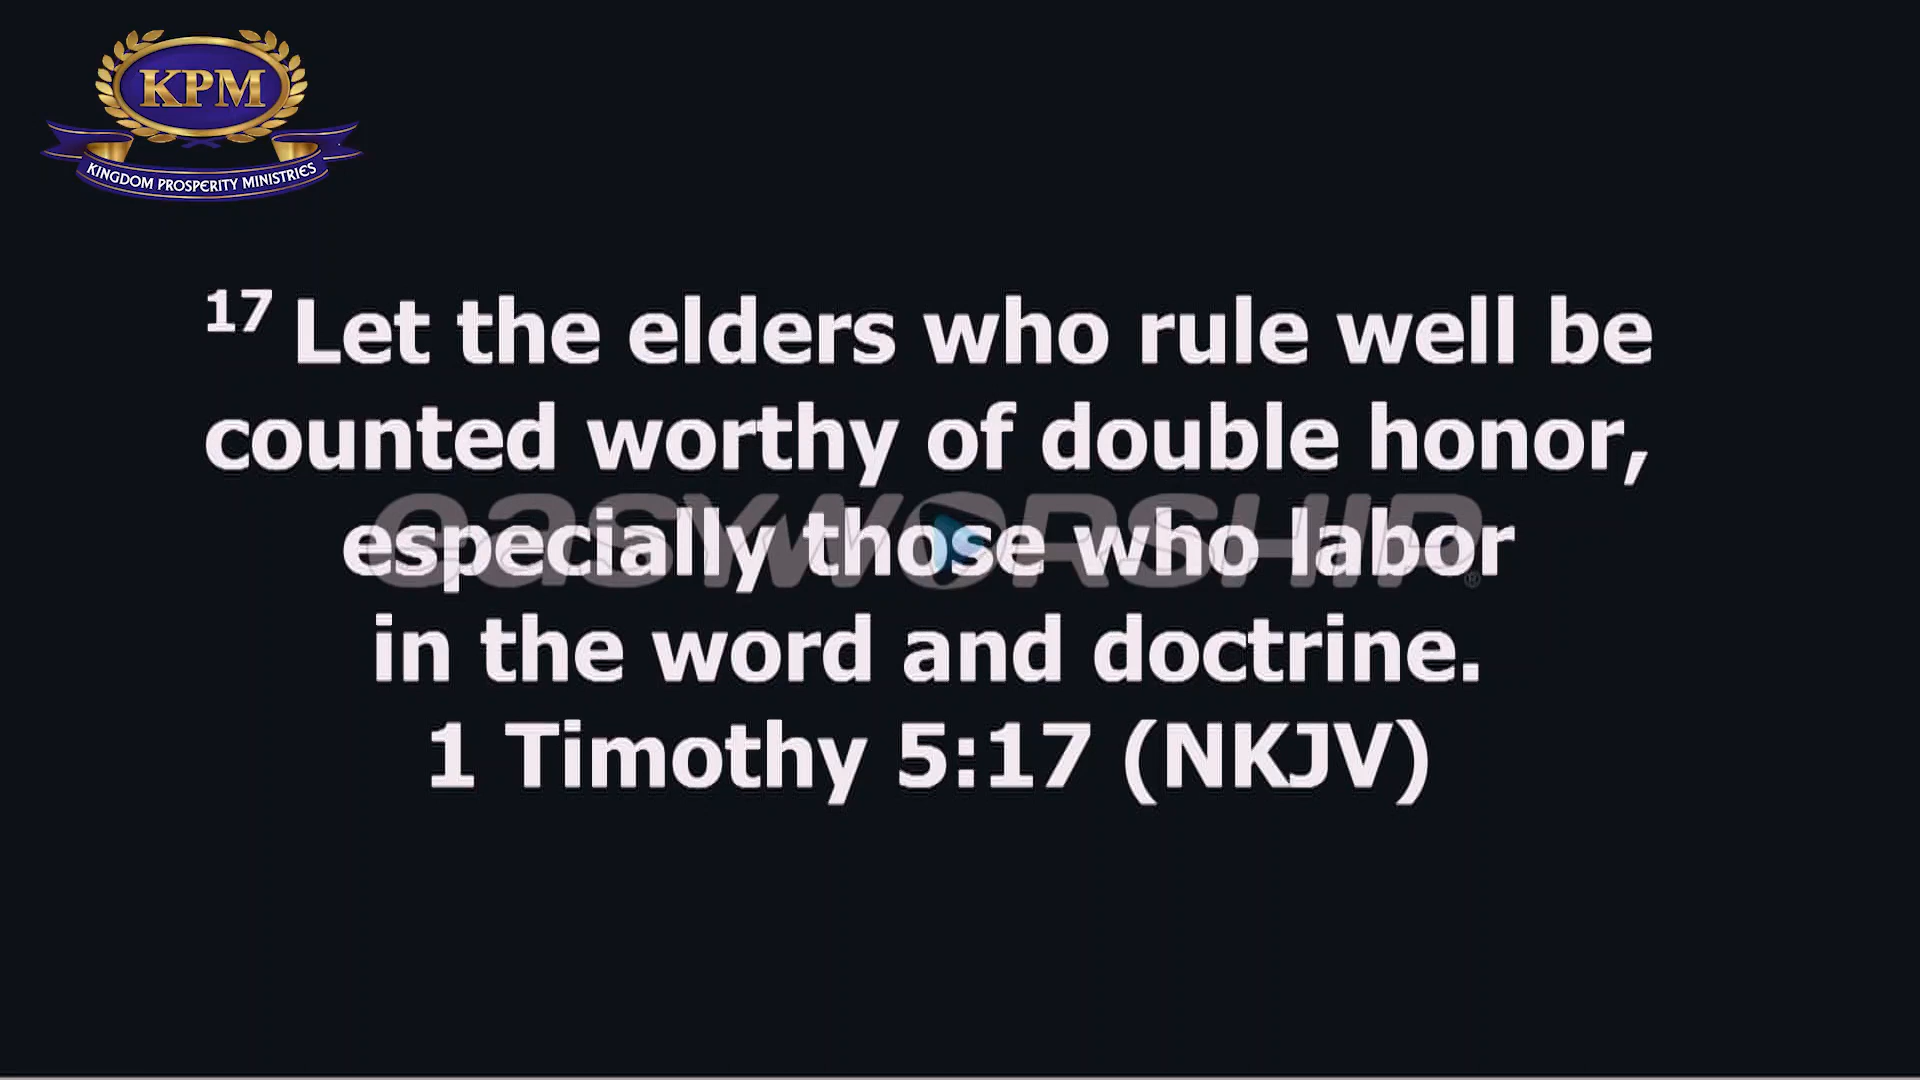 KPM
KINGDOM PROSPERITY MINISTRIES
17 Let the elders who rule well be
counted worthy of double honor,
especially those who labor
easyworship®
in the word and doctrine.
1 Timothy 5:17 (NKJV)